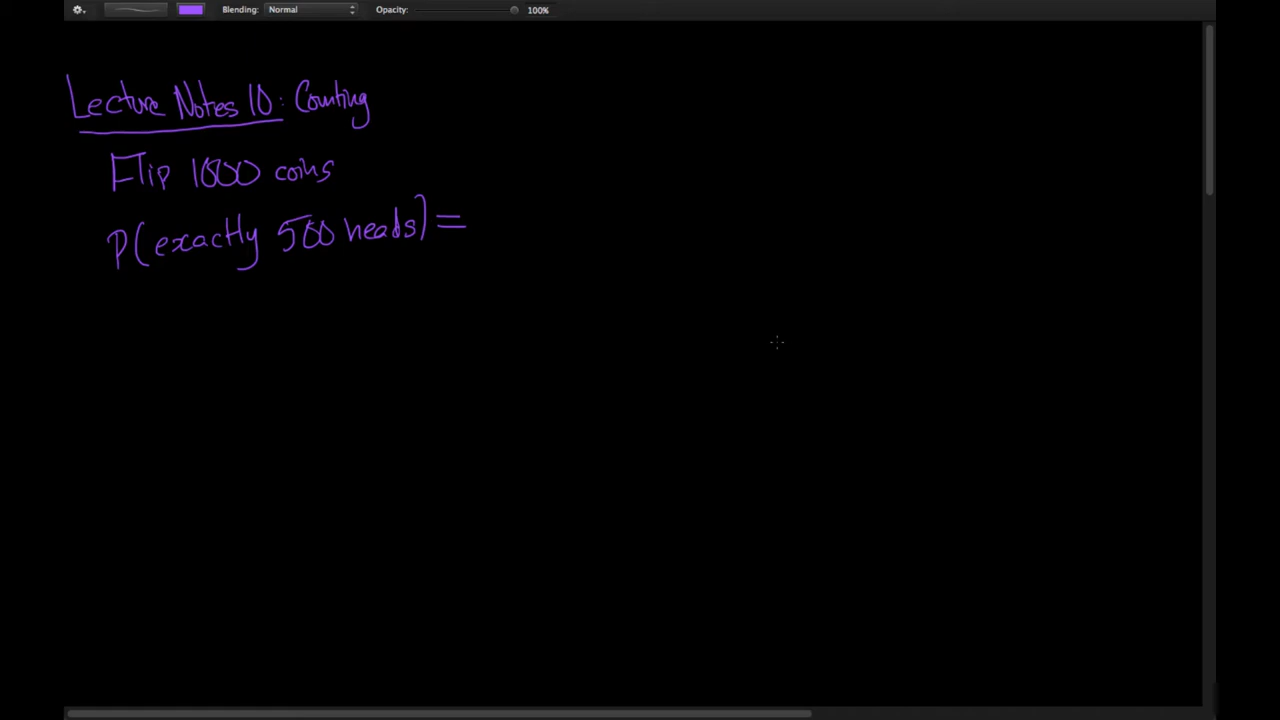 Blending: Normal Opacity: 100%
Lecture Notes 10: Counting
Flip 1000 coins
P(exactly 500 heads) =